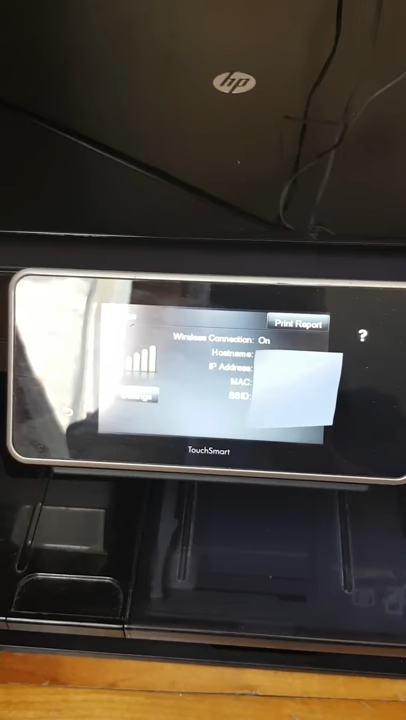 hp
Print Report
Wireless Connection: On
Hostname:
IP Address:
MAC:
SSID:
?
TouchSmart